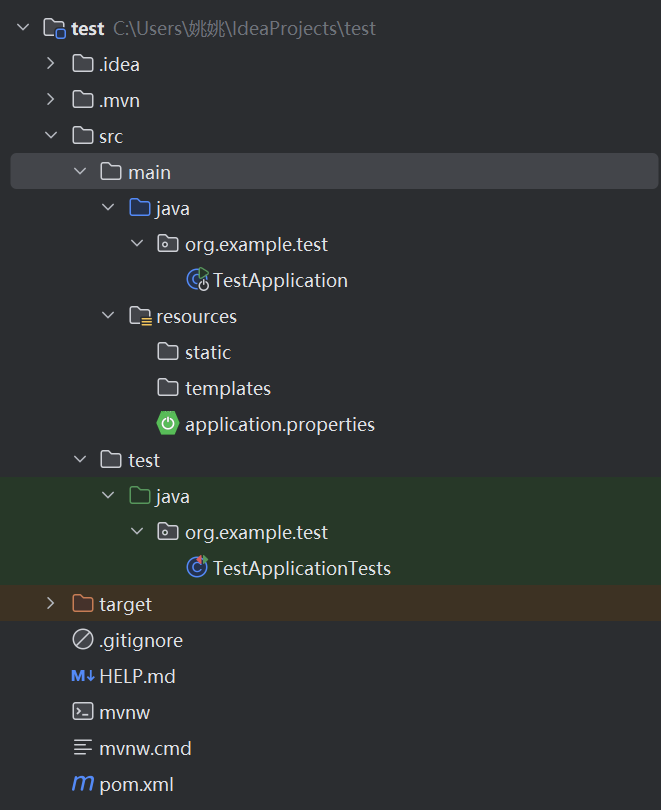 test C:\Users\姚姚\IdeaProjects\test
.idea
.mvn
src
main
java
org.example.test
TestApplication
resources
static
templates
application.properties
test
java
org.example.test
TestApplicationTests
target
.gitignore
HELP.md
mvnw
mvnw.cmd
pom.xml